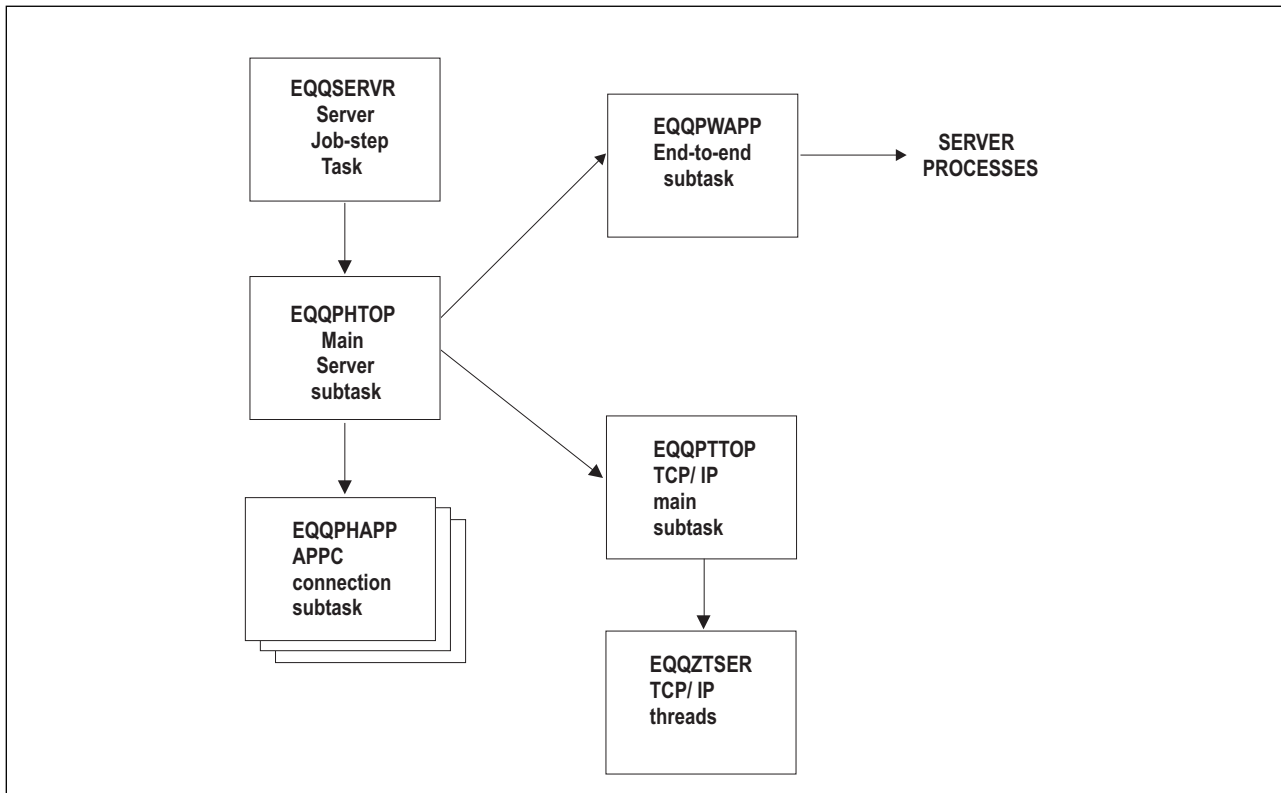 EQQSERVR
Server
Job-step
Task
EQQPWAPP
End-to-end
subtask
SERVER
PROCESSES
EQQPHTOP
Main
Server
subtask
EQQPTTOP
TCP/ IP
main
subtask
EQQPHAPP
APPC
connection
subtask
EQQZTSER
TCP/ IP
threads